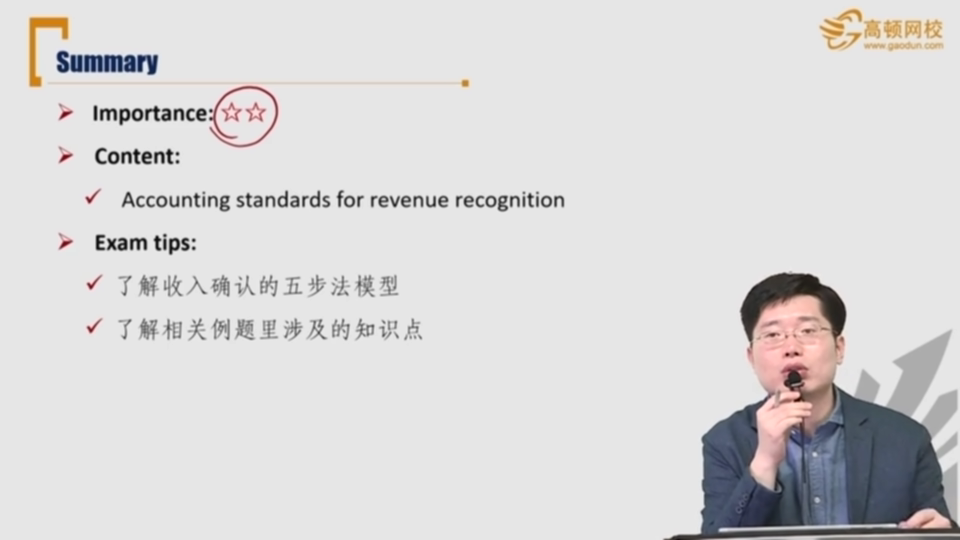 高顿网校
www.gaodun.com
Summary
Importance:☆☆
Content:
Accounting standards for revenue recognition
Exam tips:
了解收入确认的五步法模型
了解相关例题里涉及的知识点